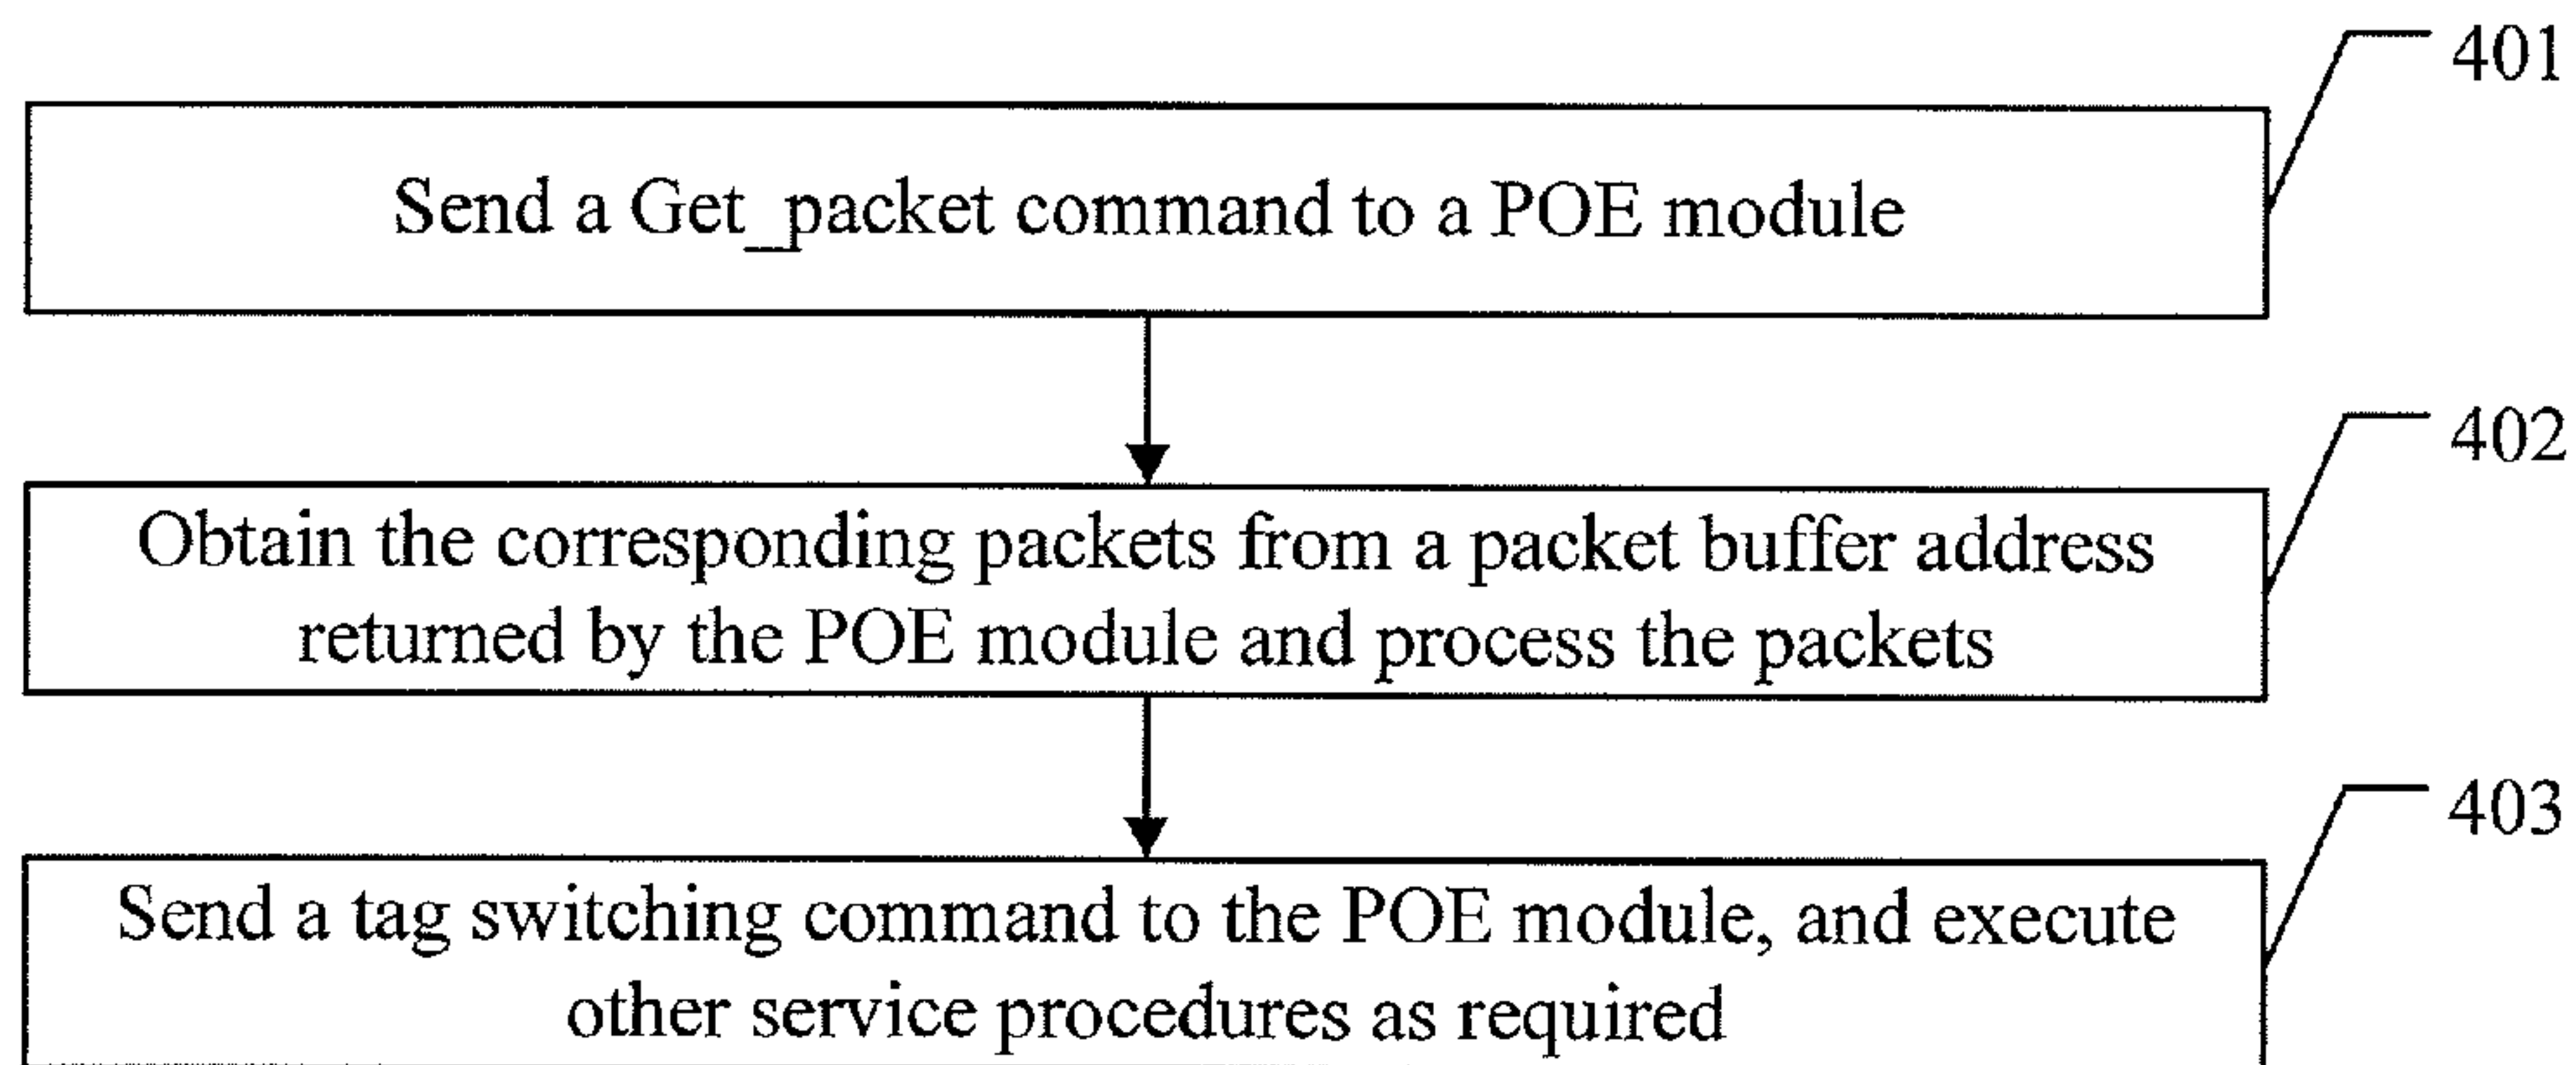 401
Send a Get_packet command to a POE module
402
Obtain the corresponding packets from a packet buffer address
returned by the POE module and process the packets
403
Send a tag switching command to the POE module, and execute
other service procedures as required